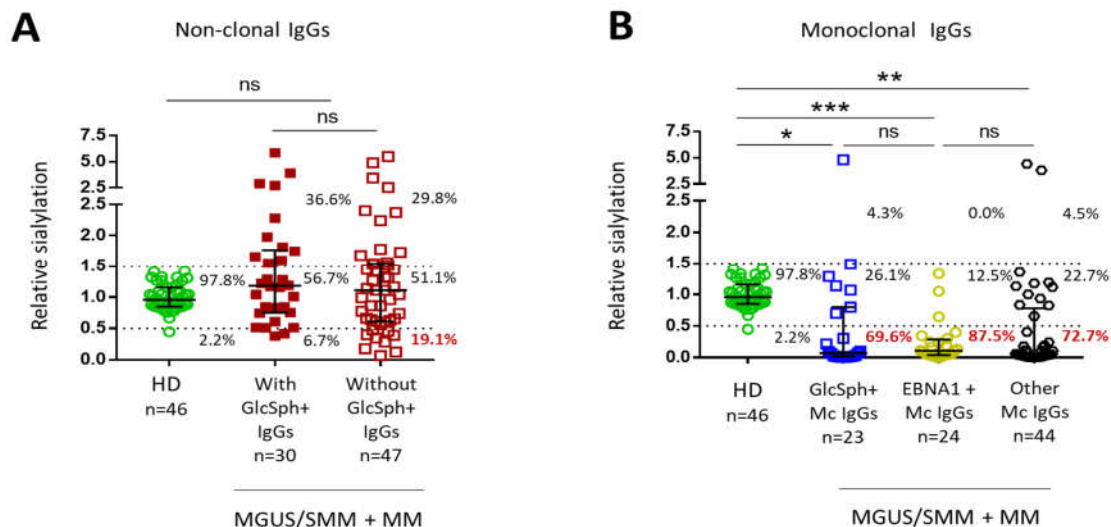 A
Non-clonal IgGs
ns
ns
Relative sialylation
7.5
5.0
2.5
2.5
2.0
1.5
1.0
0.5
0.0
36.6%
29.8%
97.8%
56.7%
51.1%
2.2%
6.7%
19.1%
HD
n=46
With
GlcSph+
IgGs
n=30
Without
GlcSph+
IgGs
n=47
MGUS/SMM + MM
B
Monoclonal IgGs
**
***
*
ns
ns
Relative sialylation
7.5
5.0
2.5
2.5
2.0
1.5
1.0
0.5
0.0
4.3%
0.0%
4.5%
97.8%
26.1%
12.5%
22.7%
2.2%
69.6%
87.5%
72.7%
HD
n=46
GlcSph+
Mc IgGs
n=23
EBNA1 +
Mc IgGs
n=24
Other
Mc IgGs
n=44
MGUS/SMM + MM